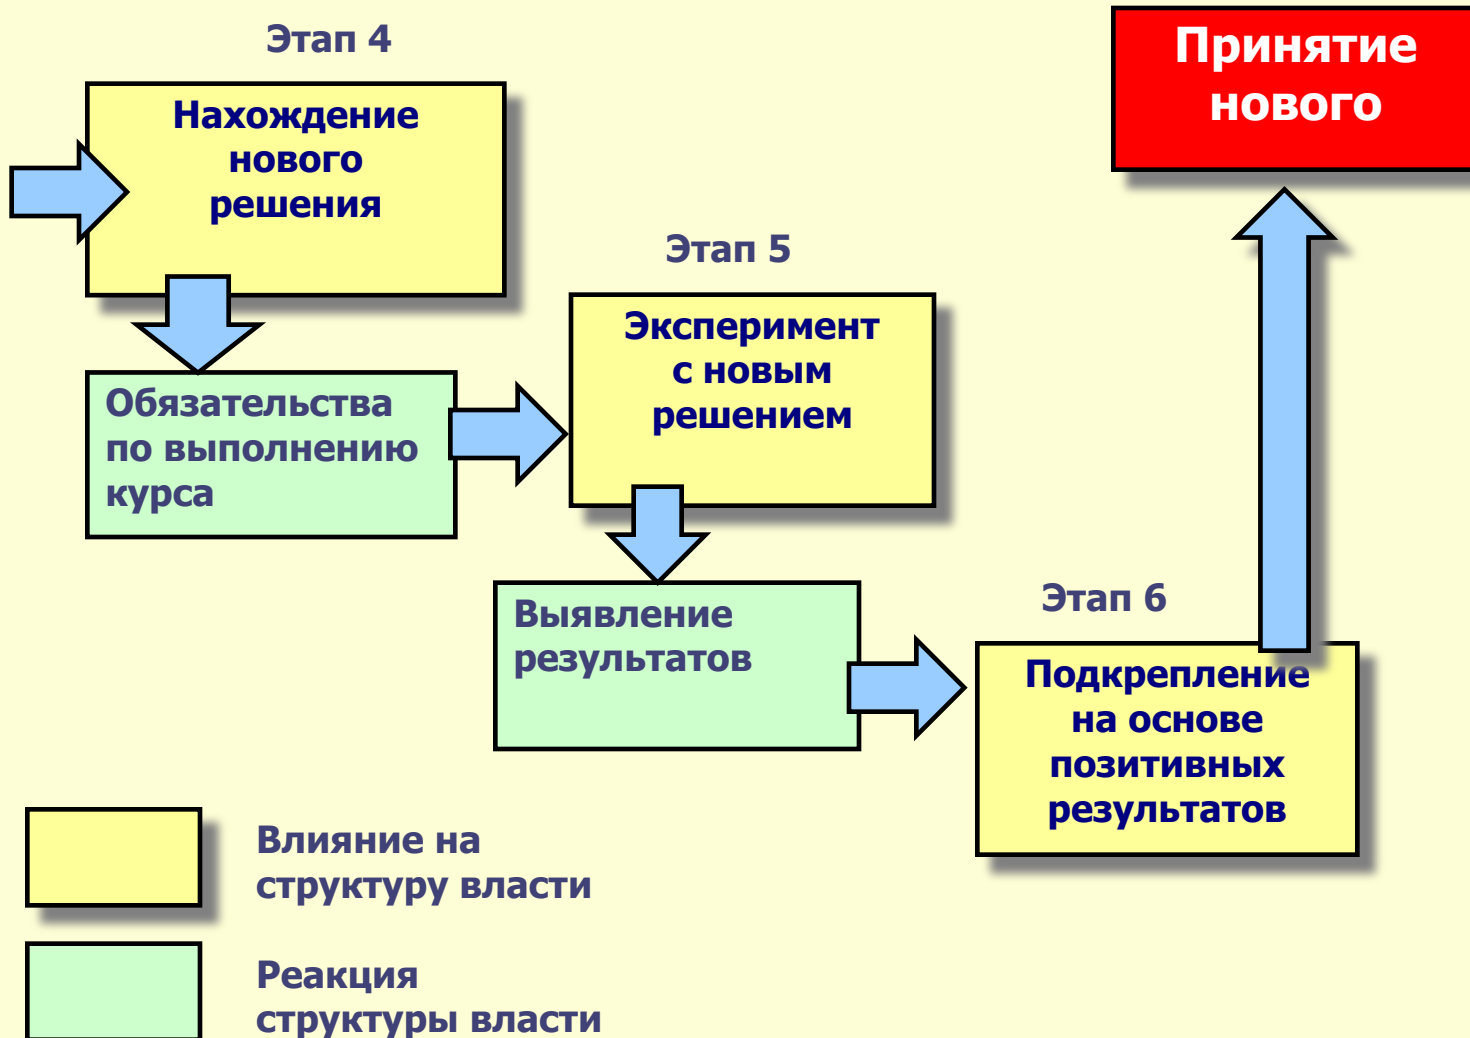 Этап 4
Нахождение
нового
решения
Принятие
нового
Этап 5
Эксперимент
с новым
решением
Обязательства
по выполнению
курса
Этап 6
Выявление
результатов
Подкрепление
на основе
позитивных
результатов
Влияние на
структуру власти
Реакция
структуры власти